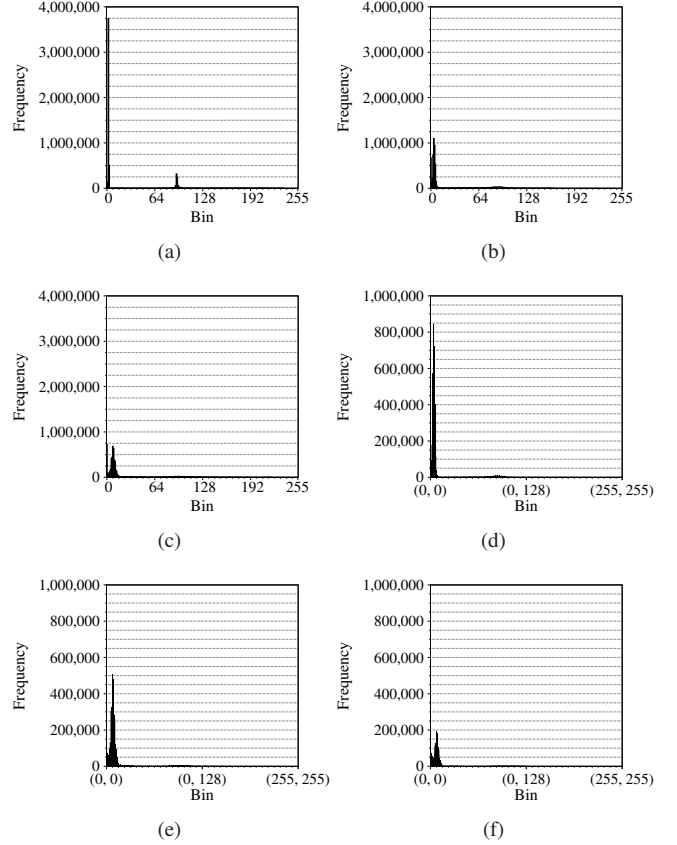 4,000,000
3,000,000
2,000,000
1,000,000
0
Frequency
0 64 128 192 255
Bin
(a)
4,000,000
3,000,000
2,000,000
1,000,000
0
Frequency
0 64 128 192 255
Bin
(b)
4,000,000
3,000,000
2,000,000
1,000,000
0
Frequency
0 64 128 192 255
Bin
(c)
1,000,000
800,000
600,000
400,000
200,000
0
Frequency
(0, 0) (0, 128) (255, 255)
Bin
(d)
1,000,000
800,000
600,000
400,000
200,000
0
Frequency
(0, 0) (0, 128) (255, 255)
Bin
(e)
1,000,000
800,000
600,000
400,000
200,000
0
Frequency
(0, 0) (0, 128) (255, 255)
Bin
(f)